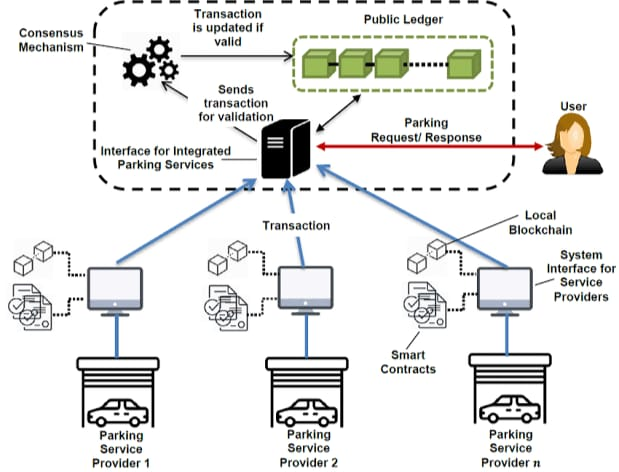 Transaction
is updated if
valid
Public Ledger
Consensus
Mechanism
Sends
transaction
for validation
Parking
Request/ Response
User
Interface for Integrated
Parking Services
Transaction
Local
Blockchain
System
Interface for
Service
Providers
Smart
Contracts
Parking
Service
Provider 1
Parking
Service
Provider 2
Parking
Service
Provider n